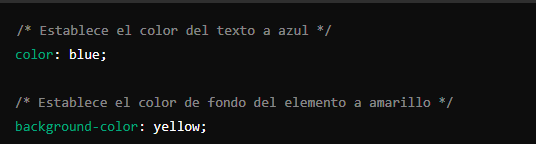 /* Establece el color del texto a azul */
color: blue;
/* Establece el color de fondo del elemento a amarillo */
background-color: yellow;